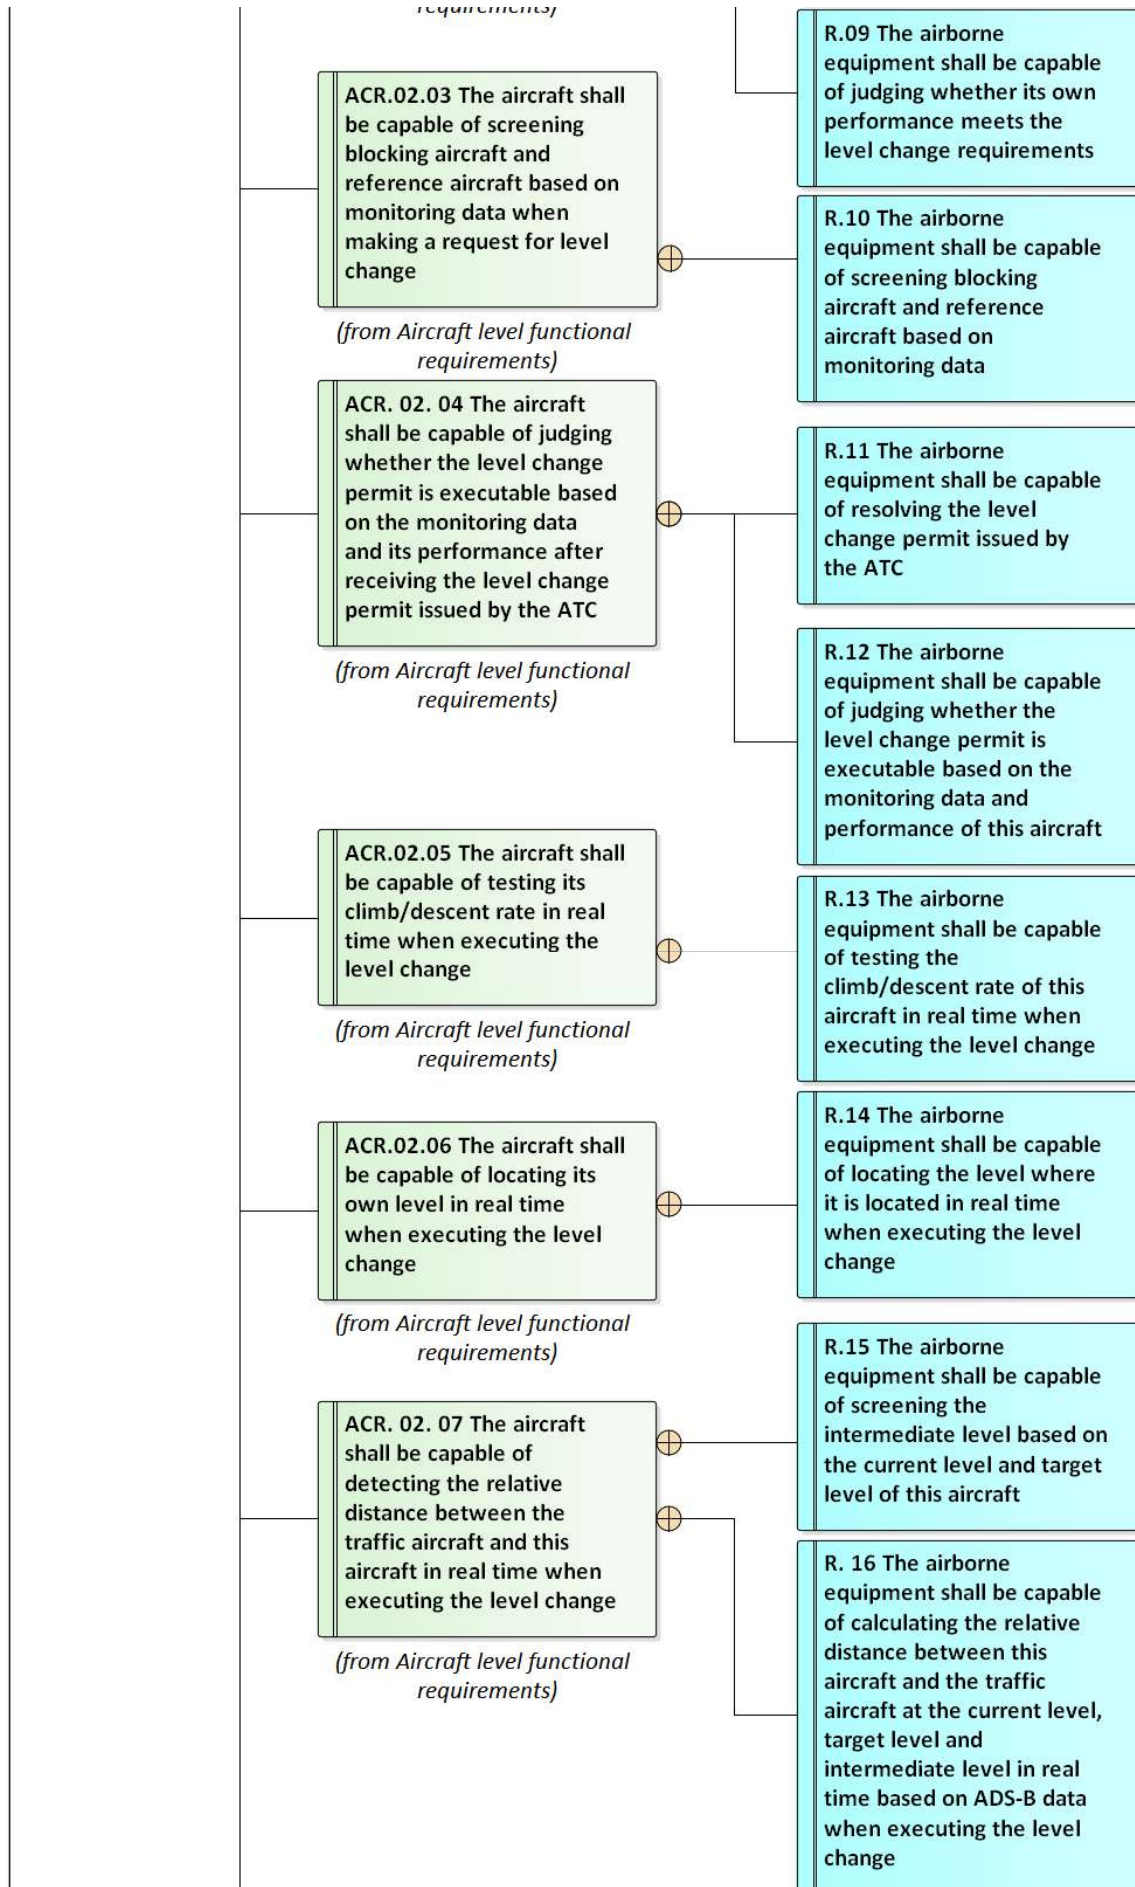 requirements)
ACR.02.03 The aircraft shall
be capable of screening
blocking aircraft and
reference aircraft based on
monitoring data when
making a request for level
change
(from Aircraft level functional
requirements)
ACR. 02. 04 The aircraft
shall be capable of judging
whether the level change
permit is executable based
on the monitoring data
and its performance after
receiving the level change
permit issued by the ATC
(from Aircraft level functional
requirements)
ACR.02.05 The aircraft shall
be capable of testing its
climb/descent rate in real
time when executing the
level change
(from Aircraft level functional
requirements)
ACR.02.06 The aircraft shall
be capable of locating its
own level in real time
when executing the level
change
(from Aircraft level functional
requirements)
ACR. 02. 07 The aircraft
shall be capable of
detecting the relative
distance between the
traffic aircraft and this
aircraft in real time when
executing the level change
(from Aircraft level functional
requirements)
R.09 The airborne
equipment shall be capable
of judging whether its own
performance meets the
level change requirements
R.10 The airborne
equipment shall be capable
of screening blocking
aircraft and reference
aircraft based on
monitoring data
R.11 The airborne
equipment shall be capable
of resolving the level
change permit issued by
the ATC
R.12 The airborne
equipment shall be capable
of judging whether the
level change permit is
executable based on the
monitoring data and
performance of this aircraft
R.13 The airborne
equipment shall be capable
of testing the
climb/descent rate of this
aircraft in real time when
executing the level change
R.14 The airborne
equipment shall be capable
of locating the level where
it is located in real time
when executing the level
change
R.15 The airborne
equipment shall be capable
of screening the
intermediate level based on
the current level and target
level of this aircraft
R. 16 The airborne
equipment shall be capable
of calculating the relative
distance between this
aircraft and the traffic
aircraft at the current level,
target level and
intermediate level in real
time based on ADS-B data
when executing the level
change